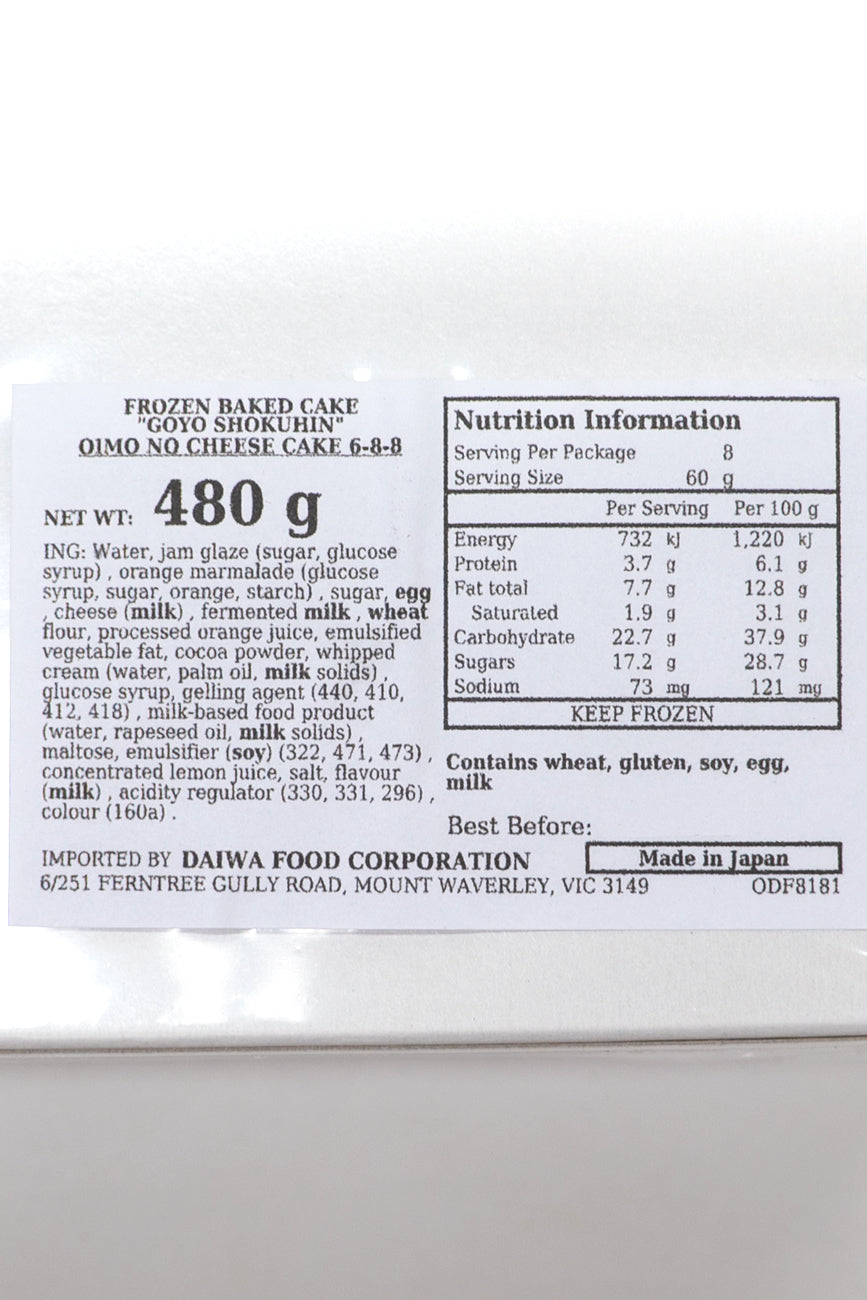 FROZEN BAKED CAKE
"GOYO SHOKUHIN"
OIMO NO CHEESE CAKE 6-8-8
NET WT: 480 g
ING: Water, jam glaze (sugar, glucose
syrup) , orange marmalade (glucose
syrup, sugar, orange, starch) , sugar, egg
, cheese (milk) , fermented milk , wheat
flour, processed orange juice, emulsified
vegetable fat, cocoa powder, whipped
cream (water, palm oil, milk solids) ,
glucose syrup, gelling agent (440, 410,
412, 418) , milk-based food product
(water, rapeseed oil, milk solids) ,
maltose, emulsifier (soy) (322, 471, 473) ,
concentrated lemon juice, salt, flavour
(milk) , acidity regulator (330, 331, 296) ,
colour (160a) .
Nutrition Information
Serving Per Package 8
Serving Size 60 g
Per Serving Per 100 g
Energy 732 kJ 1,220 kJ
Protein 3.7 g 6.1 g
Fat total 7.7 g 12.8 g
Saturated 1.9 g 3.1 g
Carbohydrate 22.7 g 37.9 g
Sugars 17.2 g 28.7 g
Sodium 73 mg 121 mg
KEEP FROZEN
Contains wheat, gluten, soy, egg,
milk
Best Before:
IMPORTED BY DAIWA FOOD CORPORATION
Made in Japan
6/251 FERNTREE GULLY ROAD, MOUNT WAVERLEY, VIC 3149
ODF8181